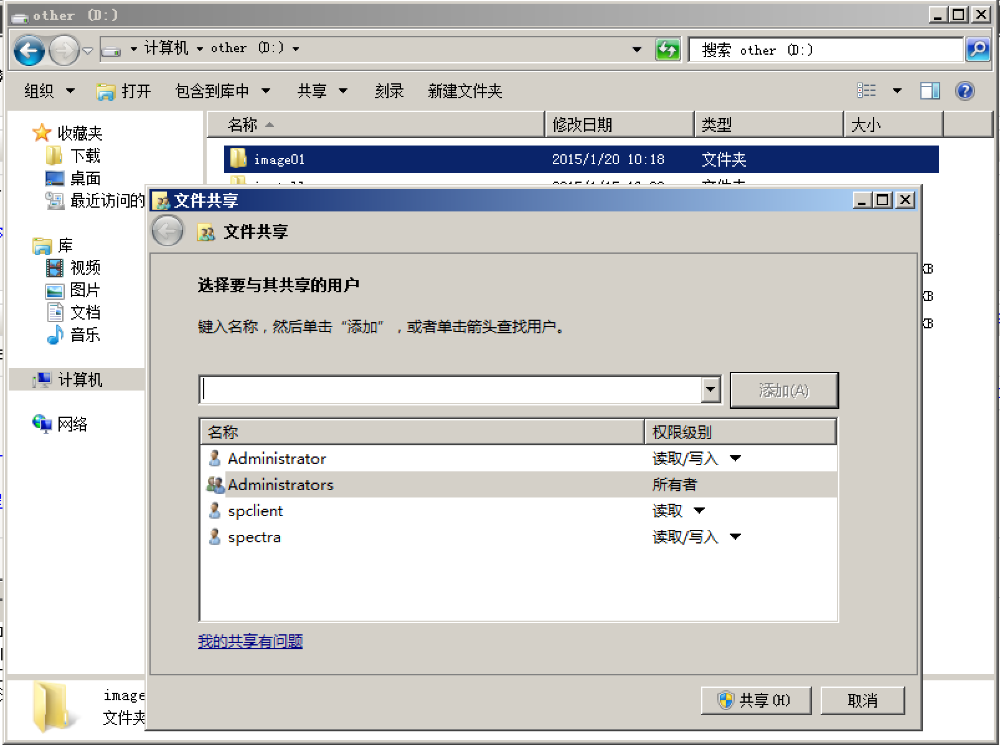 other (D:)
计算机 other (D:)
搜索 other (D:)
组织 打开 包含到库中 共享 刻录 新建文件夹
名称 修改日期 类型 大小
收藏夹
下载
桌面
最近访问的
库
视频
图片
文档
音乐
计算机
网络
image01 2015/1/20 10:18 文件夹
文件共享
文件共享
选择要与其共享的用户
键入名称，然后单击“添加”，或者单击箭头查找用户。
添加(A)
名称 权限级别
Administrator 读取/写入
Administrators 所有者
spclient 读取
spectra 读取/写入
我的共享有问题
共享(H) 取消
KB
KB
KB
image
文件夹